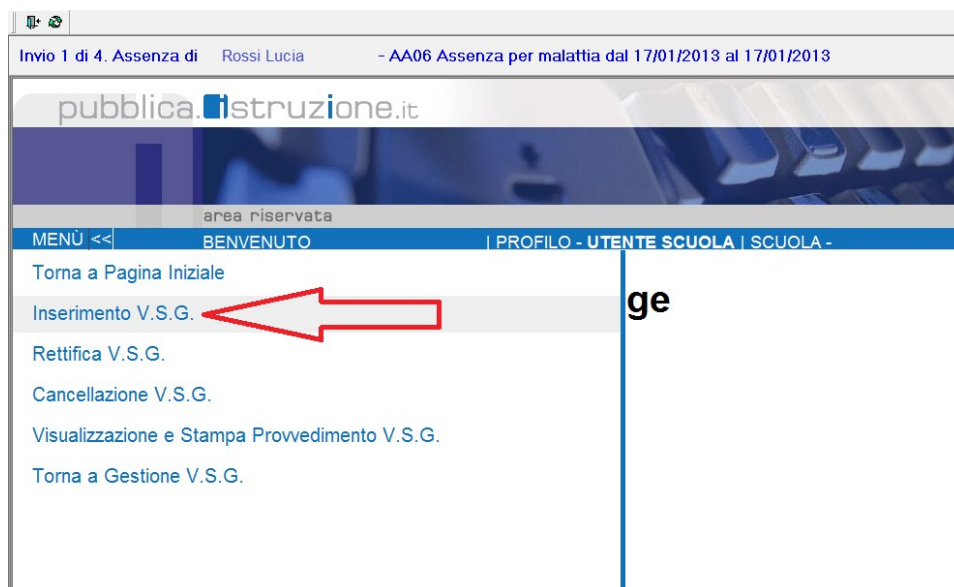 Invio 1 di 4. Assenza di Rossi Lucia - AA06 Assenza per malattia dal 17/01/2013 al 17/01/2013
pubblica.istruzione.it
area riservata
MENÙ << BENVENUTO | PROFILO - UTENTE SCUOLA | SCUOLA -
Torna a Pagina Iniziale
ge
Inserimento V.S.G.
Rettifica V.S.G.
Cancellazione V.S.G.
Visualizzazione e Stampa Provvedimento V.S.G.
Torna a Gestione V.S.G.